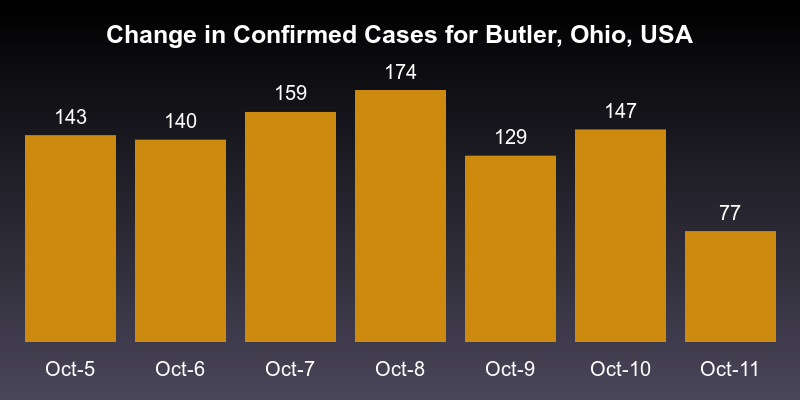 Change in Confirmed Cases for Butler, Ohio, USA
143 140 159 174 129 147 77
Oct-5 Oct-6 Oct-7 Oct-8 Oct-9 Oct-10 Oct-11